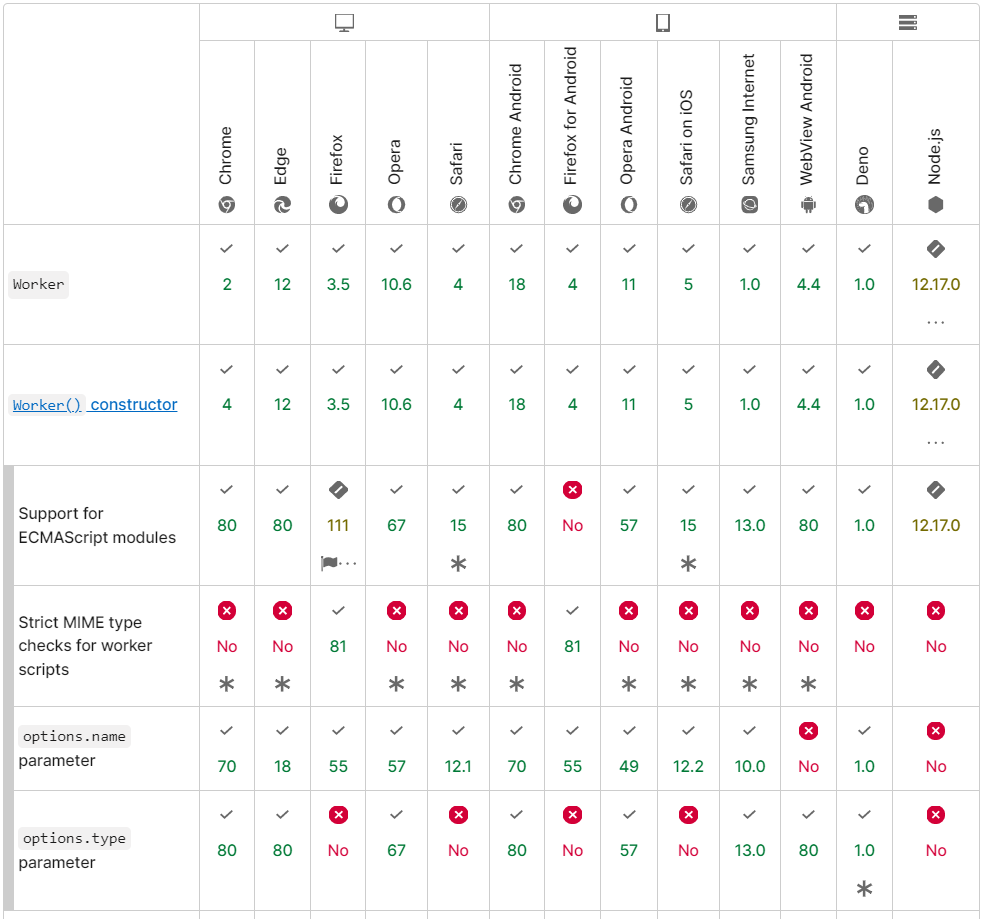 Chrome Edge Firefox Opera Safari Chrome Android Firefox for Android Opera Android Safari on iOS Samsung Internet WebView Android Deno Node.js
Worker 2 12 3.5 10.6 4 18 4 11 5 1.0 4.4 1.0 12.17.0
...
Worker() constructor 4 12 3.5 10.6 4 18 4 11 5 1.0 4.4 1.0 12.17.0
...
Support for
ECMAScript modules
80 80 111 67 15 80 No 57 15 13.0 80 1.0 12.17.0
* ... * 
Strict MIME type
checks for worker
scripts
No No 81 No No No 81 No No No No No No
* * * * * * * * *
options.name
parameter
70 18 55 57 12.1 70 55 49 12.2 10.0 No 1.0 No
options.type
parameter
80 80 No 67 No 80 No 57 No 13.0 80 1.0 No
*